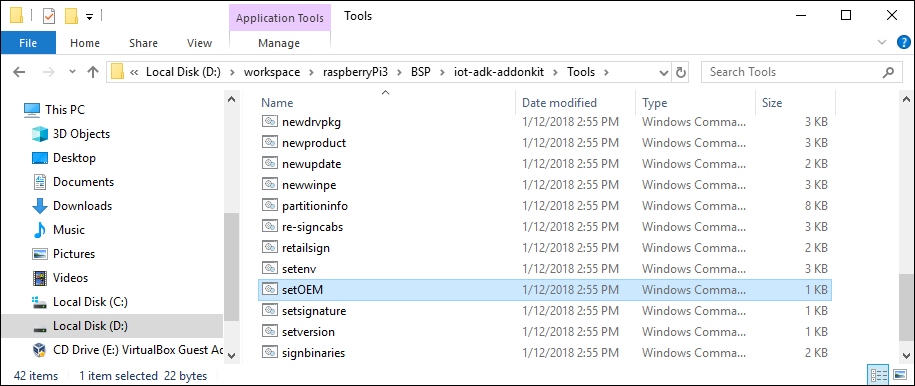 Application Tools Tools
File Home Share View Manage
« Local Disk (D:) › workspace › raspberryPi3 › BSP › iot-adk-addonkit › Tools › Search Tools
This PC
3D Objects
Desktop
Documents
Downloads
Music
Pictures
Videos
Local Disk (C:)
Local Disk (D:)
CD Drive (E:) VirtualBox Guest Ac
Name Date modified Type Size
newdrvpkg 1/12/2018 2:55 PM Windows Comma... 3 KB
newproduct 1/12/2018 2:55 PM Windows Comma... 3 KB
newupdate 1/12/2018 2:55 PM Windows Comma... 2 KB
newwinpe 1/12/2018 2:55 PM Windows Comma... 3 KB
partitioninfo 1/12/2018 2:55 PM Windows Comma... 8 KB
re-signcabs 1/12/2018 2:55 PM Windows Comma... 3 KB
retailsign 1/12/2018 2:55 PM Windows Comma... 2 KB
setenv 1/12/2018 2:55 PM Windows Comma... 3 KB
setOEM 1/12/2018 2:55 PM Windows Comma... 1 KB
setsignature 1/12/2018 2:55 PM Windows Comma... 1 KB
setversion 1/12/2018 2:55 PM Windows Comma... 1 KB
signbinaries 1/12/2018 2:55 PM Windows Comma... 2 KB
42 items 1 item selected 22 bytes